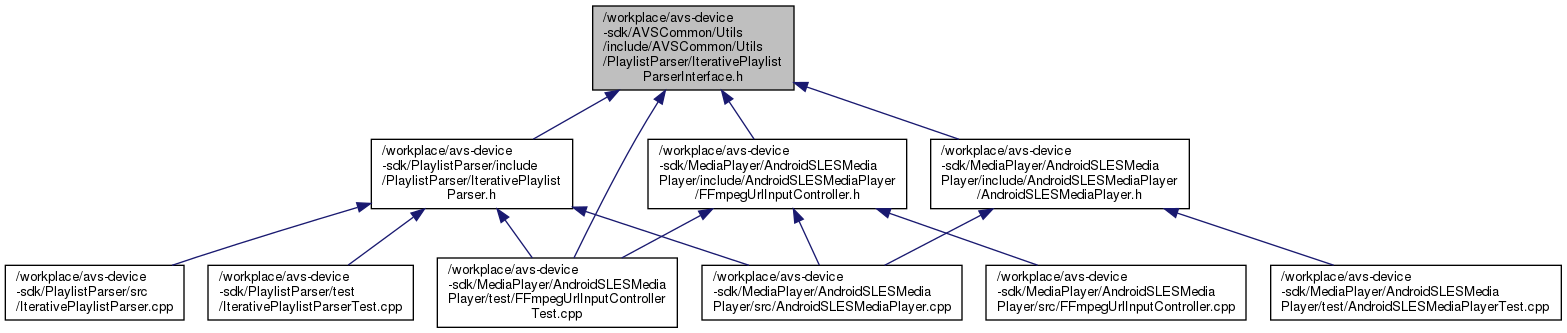 /workplace/avs-device
-sdk/AVSCommon/Utils
/include/AVSCommon/Utils
/PlaylistParser/IterativePlaylist
ParserInterface.h
/workplace/avs-device
-sdk/PlaylistParser/include
/PlaylistParser/IterativePlaylist
Parser.h
/workplace/avs-device
-sdk/MediaPlayer/AndroidSLESMedia
Player/include/AndroidSLESMediaPlayer
/FFmpegUrlInputController.h
/workplace/avs-device
-sdk/MediaPlayer/AndroidSLESMedia
Player/include/AndroidSLESMediaPlayer
/AndroidSLESMediaPlayer.h
/workplace/avs-device
-sdk/PlaylistParser/src
/IterativePlaylistParser.cpp
/workplace/avs-device
-sdk/PlaylistParser/test
/IterativePlaylistParserTest.cpp
/workplace/avs-device
-sdk/MediaPlayer/AndroidSLESMedia
Player/test/FFmpegUrlInputController
Test.cpp
/workplace/avs-device
-sdk/MediaPlayer/AndroidSLESMedia
Player/src/AndroidSLESMediaPlayer.cpp
/workplace/avs-device
-sdk/MediaPlayer/AndroidSLESMedia
Player/src/FFmpegUrlInputController.cpp
/workplace/avs-device
-sdk/MediaPlayer/AndroidSLESMedia
Player/test/AndroidSLESMediaPlayerTest.cpp